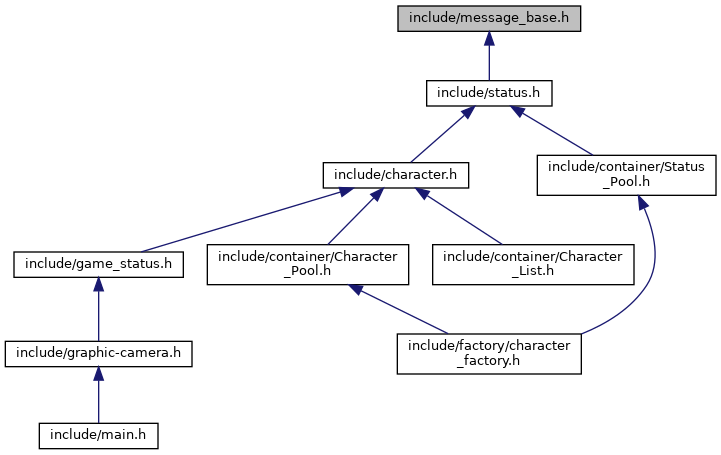 include/message_base.h
include/status.h
include/character.h
include/container/Status
_Pool.h
include/game_status.h
include/container/Character
_Pool.h
include/container/Character
_List.h
include/graphic-camera.h
include/factory/character
_factory.h
include/main.h